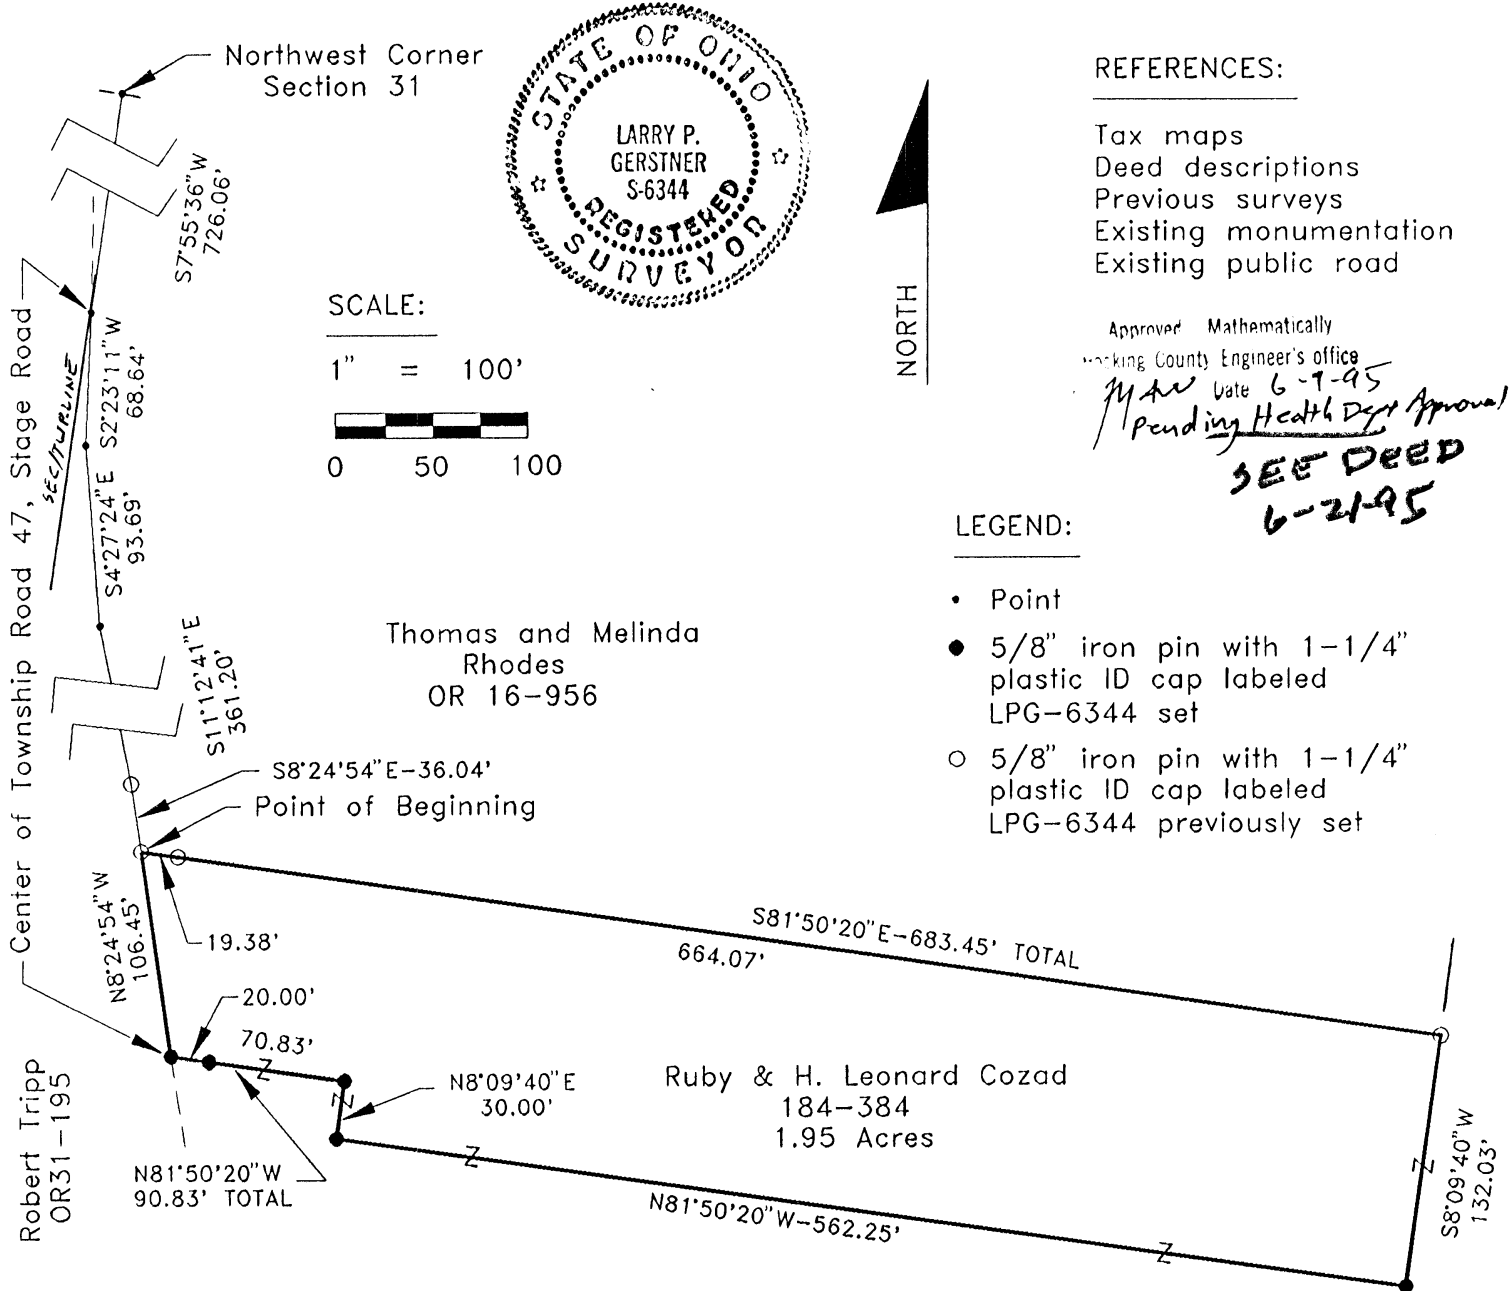 Northwest Corner
Section 31
STATE OF OHIO
LARRY P.
GERSTNER
S-6344
REGISTERED
SURVEYOR
REFERENCES:
Tax maps
Deed descriptions
Previous surveys
Existing monumentation
Existing public road
NORTH
SCALE:
1" = 100'
0 50 100
Approved Mathematically
Hocking County Engineer's office
Date 6-9-95
Pending Health Dept Approval
SEE DEED
6-21-95
LEGEND:
Point
5/8" iron pin with 1-1/4"
plastic ID cap labeled
LPG-6344 set
5/8" iron pin with 1-1/4"
plastic ID cap labeled
LPG-6344 previously set
S7°55'36"W
726.06'
S2°23'11"W
68.64'
SEC/TWP.LINE
S4°27'24"E
93.69'
S11°12'41"E
361.20'
Center of Township Road 47, Stage Road
Thomas and Melinda
Rhodes
OR 16-956
S8°24'54"E-36.04'
Point of Beginning
N8°24'54"W
106.45'
19.38'
S81°50'20"E-683.45' TOTAL
664.07'
20.00'
70.83'
N8°09'40"E
30.00'
Ruby & H. Leonard Cozad
184-384
1.95 Acres
S8°09'40"W
132.03'
Robert Tripp
OR31-195
N81°50'20"W
90.83' TOTAL
N81°50'20"W-562.25'